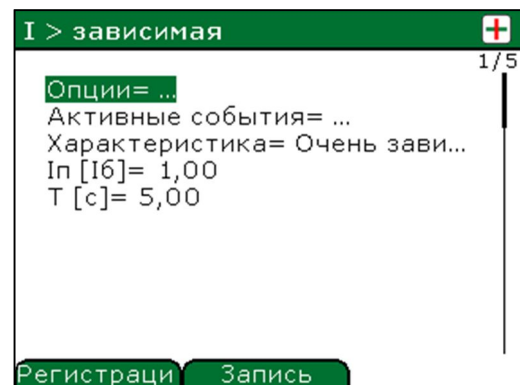 I > зависимая
1/5
Опции= ...
Активные события= ...
Характеристика= Очень зави...
Iп [Iб]= 1,00
T [c]= 5,00
Регистраци Запись